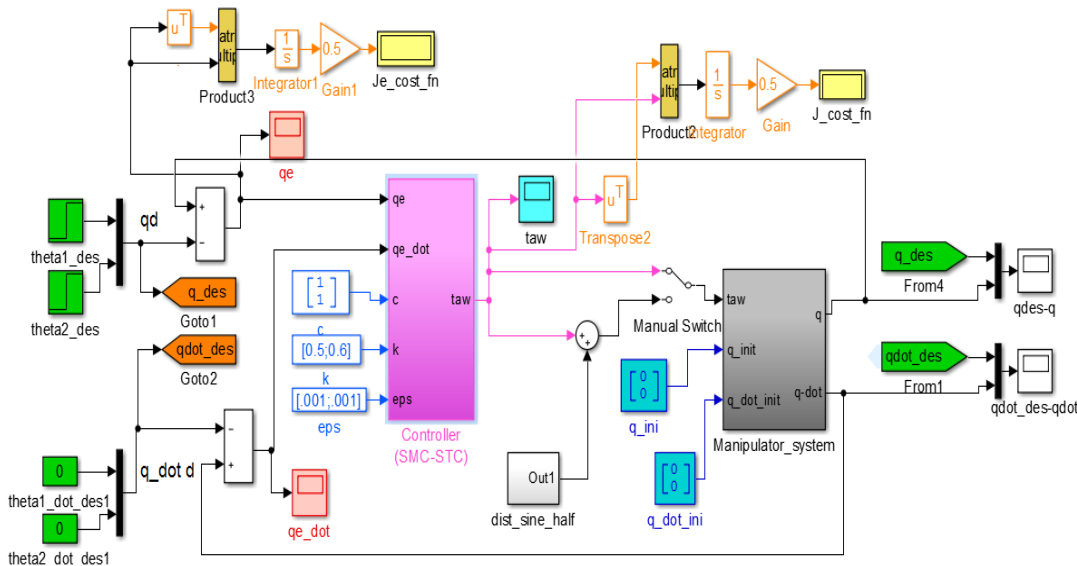 u^T
atr
ultip
1
s
0.5
Product3
Integrator1
Gain1
Je_cost_fn
u^T
atr
ultip
1
s
0.5
Product2
Integrator
Gain
J_cost_fn
Transpose2
qe
qd
+
−
theta1_des
theta2_des
q_des
Goto1
qdot_des
Goto2
−
+
q_dot d
0
theta1_dot_des1
0
theta2_dot_des1
qe_dot
qe
qe_dot
c
k
eps
taw
Controller
(SMC-STC)
1
1
c
[0.5;0.6]
k
[.001;.001]
eps
taw
+
+
Manual Switch
Out1
dist_sine_half
0
0
q_ini
0
0
q_dot_ini
taw
q_init
q_dot_init
q
q-dot
Manipulator_system
q_des
From4
qdes-q
qdot_des
From1
qdot_des-qdot